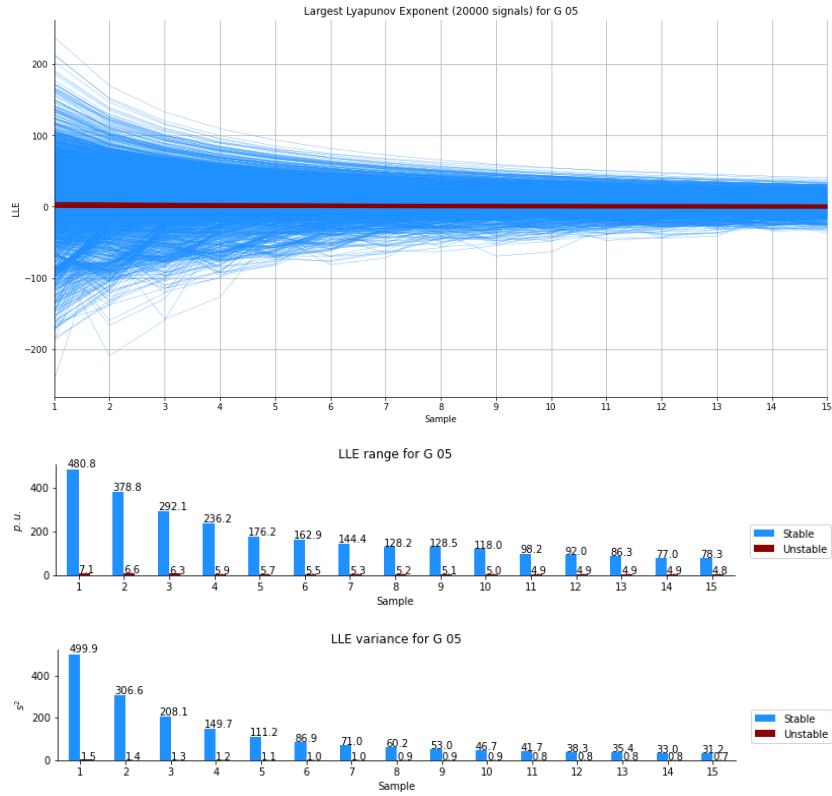 Largest Lyapunov Exponent (20000 signals) for G 05
LLE
200
100
0
−100
−200
1 2 3 4 5 6 7 8 9 10 11 12 13 14 15
Sample
LLE range for G 05
p.u.
400
200
0
480.8 378.8 292.1 236.2 176.2 162.9 144.4 128.2 128.5 118.0 98.2 92.0 86.3 77.0 78.3
7.1 6.6 6.3 5.9 5.7 5.5 5.3 5.2 5.1 5.0 4.9 4.9 4.9 4.9 4.8
1 2 3 4 5 6 7 8 9 10 11 12 13 14 15
Sample
Stable
Unstable
LLE variance for G 05
s²
400
200
0
499.9 306.6 208.1 149.7 111.2 86.9 71.0 60.2 53.0 46.7 41.7 38.3 35.4 33.0 31.2
1.5 1.4 1.3 1.2 1.1 1.0 1.0 0.9 0.9 0.9 0.8 0.8 0.8 0.8 0.7
1 2 3 4 5 6 7 8 9 10 11 12 13 14 15
Sample
Stable
Unstable